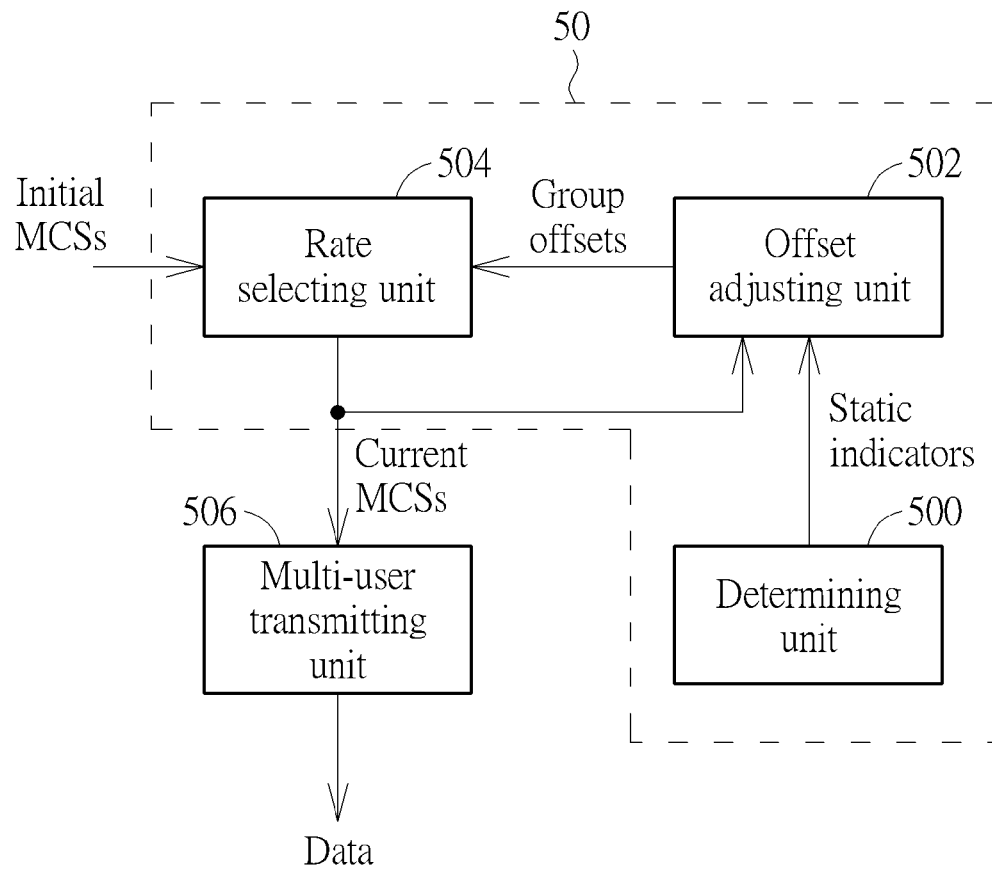 50
504
502
Initial
MCSs
Rate
selecting unit
Group
offsets
Offset
adjusting unit
Static
indicators
Current
MCSs
506
500
Multi-user
transmitting
unit
Determining
unit
Data